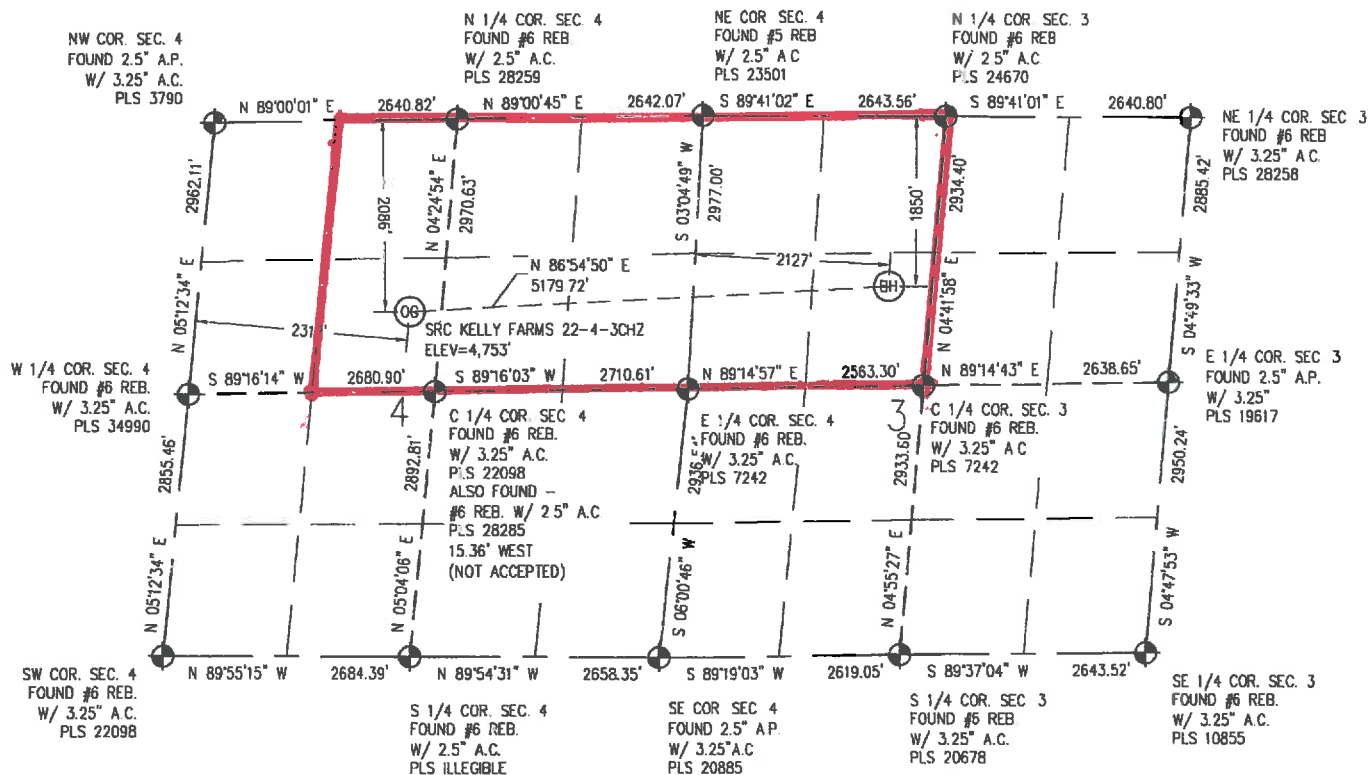 NW COR. SEC. 4
FOUND 2.5" A.P.
W/ 3.25" A.C.
PLS 3790
N 1/4 COR. SEC. 4
FOUND #6 REB.
W/ 2.5" A.C.
PLS 28259
NE COR SEC. 4
FOUND #5 REB
W/ 2.5" A.C
PLS 23501
N 1/4 COR. SEC. 3
FOUND #6 REB
W/ 2.5" A.C
PLS 24670
N 89°00'01" E
2640.82'
N 89°00'45" E
2642.07'
S 89°41'02" E
2643.56'
S 89°41'01" E
2640.80'
NE 1/4 COR. SEC 3
FOUND #6 REB
W/ 3.25" A.C.
PLS 28258
2962.11'
N 05°12'34" E
2086'
N 04°24'54" E
2970.63'
S 03°04'49" W
2977.00'
1850'
2934.40'
N 04°41'58" E
2885.42'
S 04°49'33" W
N 86°54'50" E
5179.72'
2127'
BH
OG
SRC KELLY FARMS 22-4-3CHZ
ELEV=4,753'
W 1/4 COR. SEC. 4
FOUND #6 REB.
W/ 3.25" A.C.
PLS 34990
S 89°16'14" W
2680.90'
S 89°16'03" W
2710.61'
N 89°14'57" E
2563.30'
N 89°14'43" E
2638.65'
E 1/4 COR. SEC 3
FOUND 2.5" A.P.
W/ 3.25"
PLS 19617
4
3
C 1/4 COR. SEC. 4
FOUND #6 REB.
W/ 3.25" A.C.
PLS 22098
ALSO FOUND -
#6 REB. W/ 2.5" A.C
PLS 28285
15.36' WEST
(NOT ACCEPTED)
E 1/4 COR. SEC. 4
FOUND #6 REB.
W/ 3.25" A.C.
PLS 7242
C 1/4 COR. SEC. 3
FOUND #6 REB.
W/ 3.25" A.C
PLS 7242
2855.46'
N 05°12'34" E
2892.81'
N 05°04'06" E
S 06°00'46" W
2933.60'
N 04°55'27" E
2950.24'
S 04°47'53" W
SW COR. SEC. 4
FOUND #6 REB.
W/ 3.25" A.C.
PLS 22098
N 89°55'15" W
2684.39'
N 89°54'31" W
2658.35'
S 89°19'03" W
2619.05'
S 89°37'04" W
2643.52'
S 1/4 COR. SEC. 4
FOUND #6 REB.
W/ 2.5" A.C.
PLS ILLEGIBLE
SE COR SEC. 4
FOUND 2.5" A.P.
W/ 3.25"A.C
PLS 20885
S 1/4 COR. SEC 3
FOUND #6 REB
W/ 3.25" A.C.
PLS 20678
SE 1/4 COR. SEC. 3
FOUND #6 REB
W/ 3.25" A.C.
PLS 10855